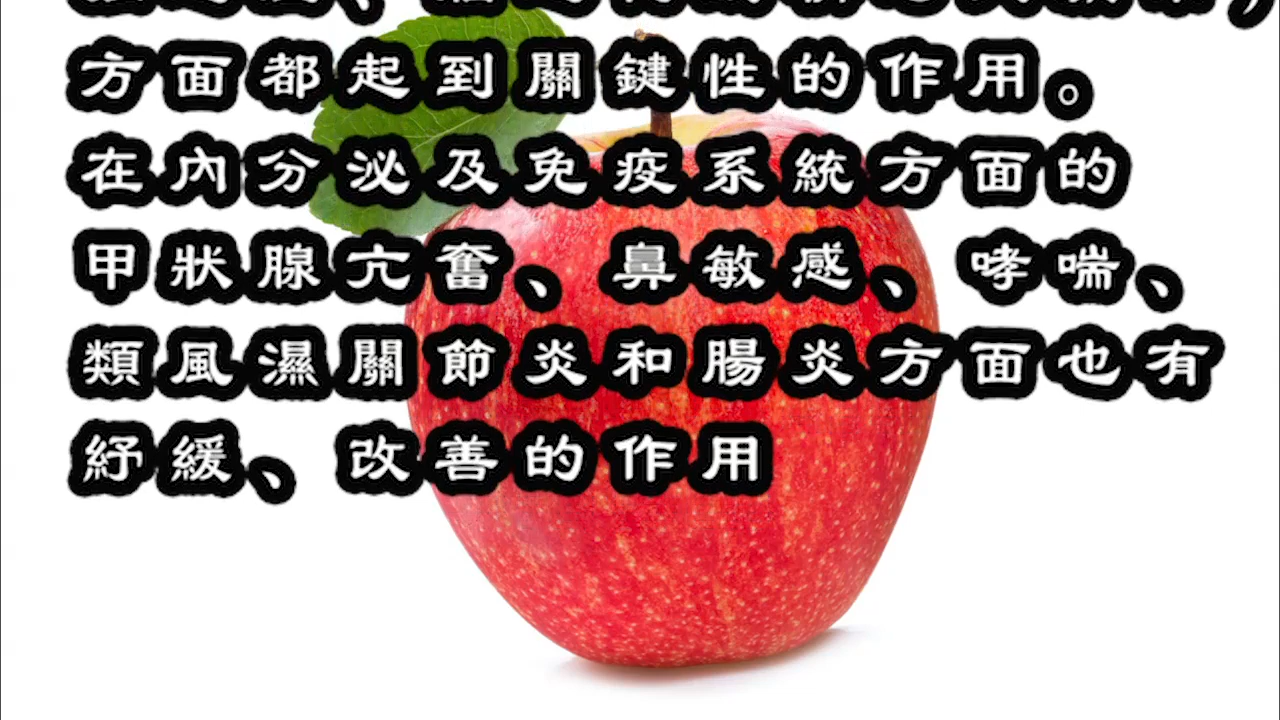 方面都起到關鍵性的作用。
在內分泌及免疫系統方面的
甲狀腺亢奮、鼻敏感、哮喘、
類風濕關節炎和腸炎方面也有
紓緩、改善的作用